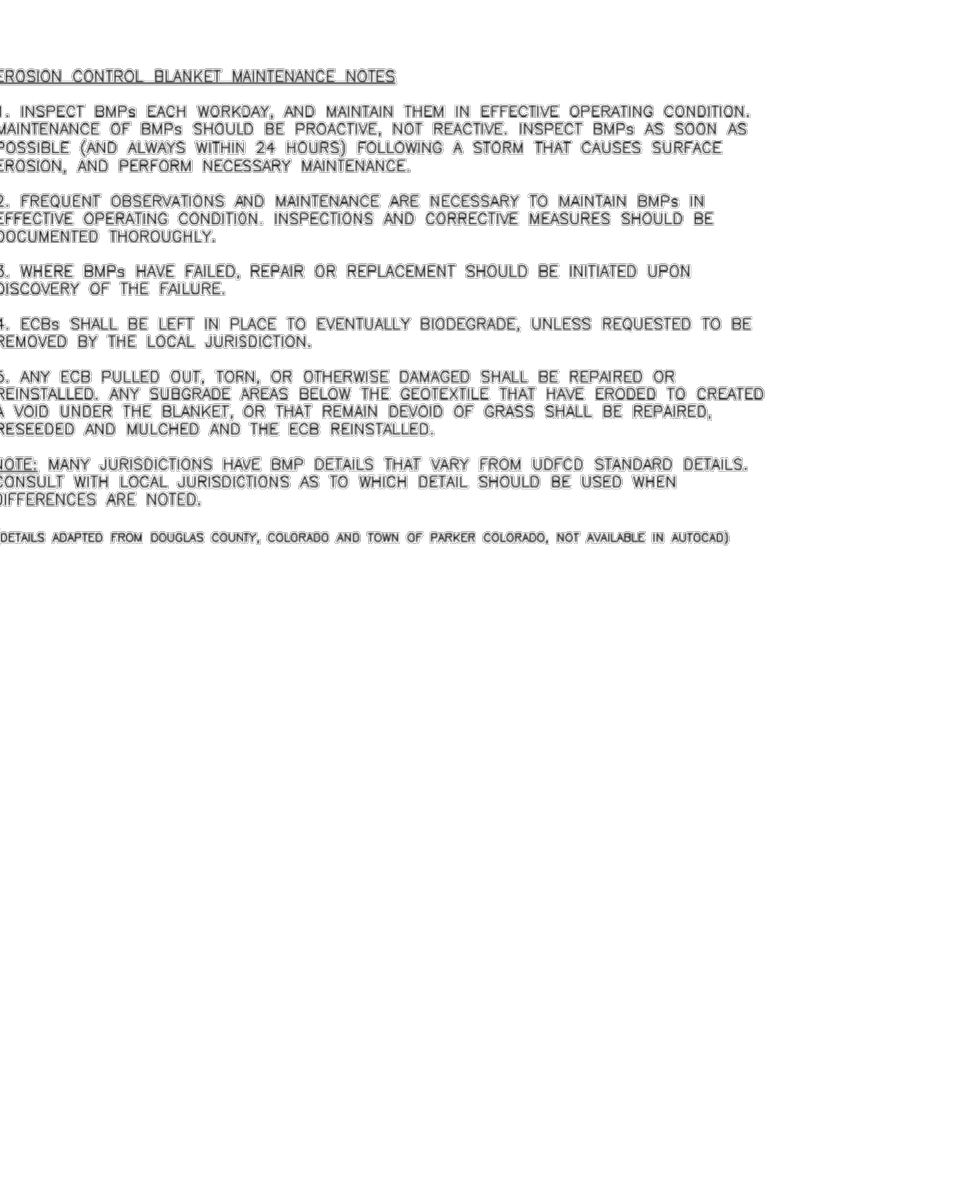 EROSION CONTROL BLANKET MAINTENANCE NOTES
1. INSPECT BMPs EACH WORKDAY, AND MAINTAIN THEM IN EFFECTIVE OPERATING CONDITION.
MAINTENANCE OF BMPs SHOULD BE PROACTIVE, NOT REACTIVE. INSPECT BMPs AS SOON AS
POSSIBLE (AND ALWAYS WITHIN 24 HOURS) FOLLOWING A STORM THAT CAUSES SURFACE
EROSION, AND PERFORM NECESSARY MAINTENANCE.
2. FREQUENT OBSERVATIONS AND MAINTENANCE ARE NECESSARY TO MAINTAIN BMPs IN
EFFECTIVE OPERATING CONDITION. INSPECTIONS AND CORRECTIVE MEASURES SHOULD BE
DOCUMENTED THOROUGHLY.
3. WHERE BMPs HAVE FAILED, REPAIR OR REPLACEMENT SHOULD BE INITIATED UPON
DISCOVERY OF THE FAILURE.
4. ECBs SHALL BE LEFT IN PLACE TO EVENTUALLY BIODEGRADE, UNLESS REQUESTED TO BE
REMOVED BY THE LOCAL JURISDICTION.
5. ANY ECB PULLED OUT, TORN, OR OTHERWISE DAMAGED SHALL BE REPAIRED OR
REINSTALLED. ANY SUBGRADE AREAS BELOW THE GEOTEXTILE THAT HAVE ERODED TO CREATED
A VOID UNDER THE BLANKET, OR THAT REMAIN DEVOID OF GRASS SHALL BE REPAIRED,
RESEEDED AND MULCHED AND THE ECB REINSTALLED.
NOTE: MANY JURISDICTIONS HAVE BMP DETAILS THAT VARY FROM UDFCD STANDARD DETAILS.
CONSULT WITH LOCAL JURISDICTIONS AS TO WHICH DETAIL SHOULD BE USED WHEN
DIFFERENCES ARE NOTED.
(DETAILS ADAPTED FROM DOUGLAS COUNTY, COLORADO AND TOWN OF PARKER COLORADO, NOT AVAILABLE IN AUTOCAD)